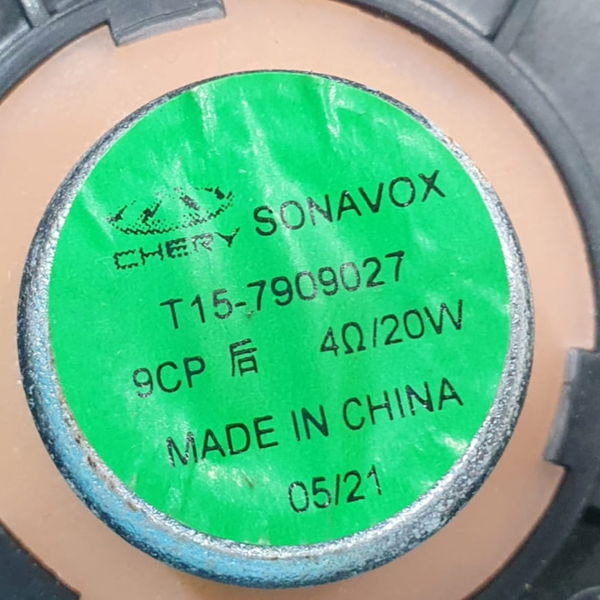 CHERY SONAVOX
T15-7909027
9CP 后 4Ω/20W
MADE IN CHINA
05/21